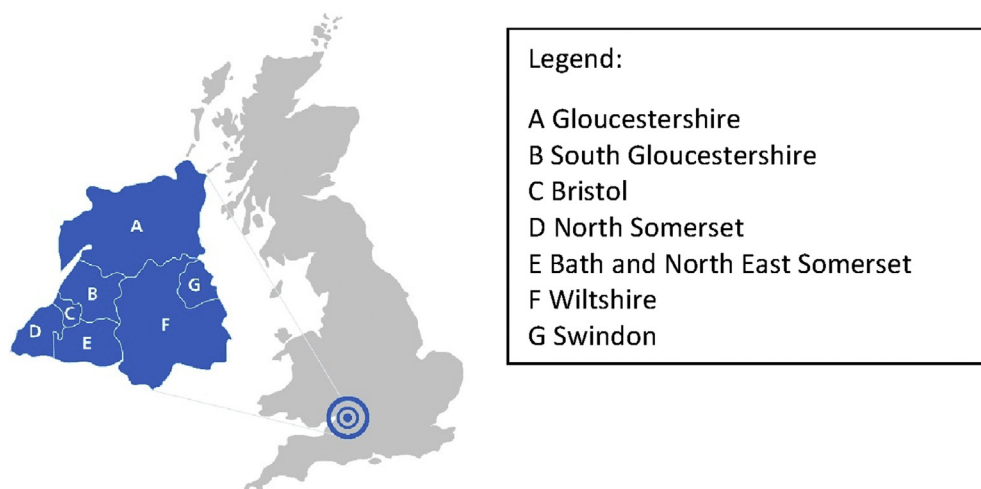 Legend:
A Gloucestershire
B South Gloucestershire
C Bristol
D North Somerset
E Bath and North East Somerset
F Wiltshire
G Swindon
A
B
G
C
D
F
E